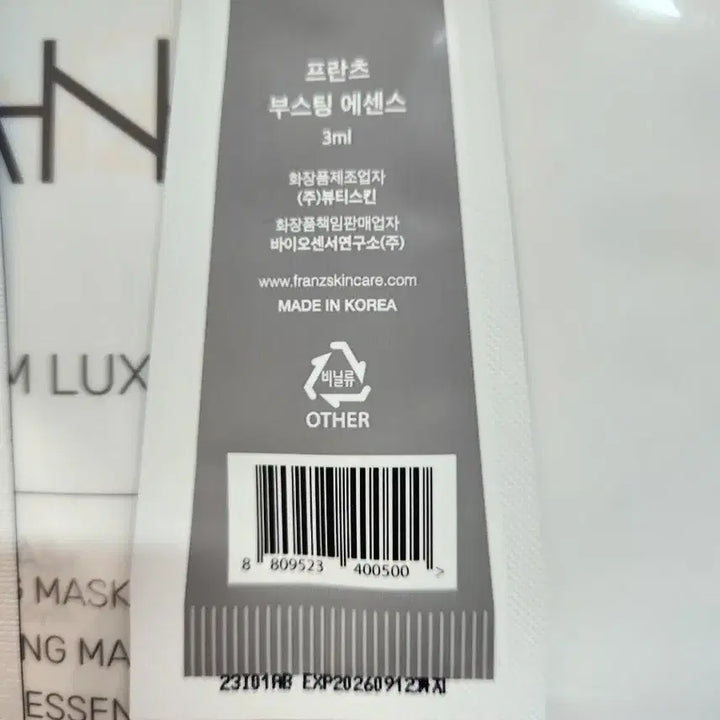 프란츠
부스팅 에센스
3ml
화장품제조업자
(주)뷰티스킨
화장품책임판매업자
바이오센서연구소(주)
www.franzskincare.com
MADE IN KOREA
비닐류
OTHER
8 809523 400500 >
23I01AB EXP20260912까지
AN
M LUX
G MASK
NG MA
ESSEN